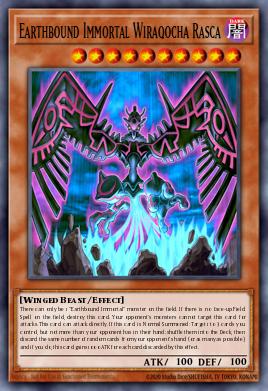 Earthbound Immortal Wiraqocha Rasca
DARK
闇
[Winged Beast/Effect]
There can only be 1 "Earthbound Immortal" monster on the field. If there is no face-up Field
Spell on the field, destroy this card. Your opponent's monsters cannot target this card for
attacks. This card can attack directly. If this card is Normal Summoned: Target to 3 cards you
control, but not more than your opponent has in their hand; shuffle them into the Deck, then
discard the same number of random cards from your opponent's hand (or as many as possible)
and if you do, this card gains ATK for each card discarded by this effect.
ATK/ 100 DEF/ 100